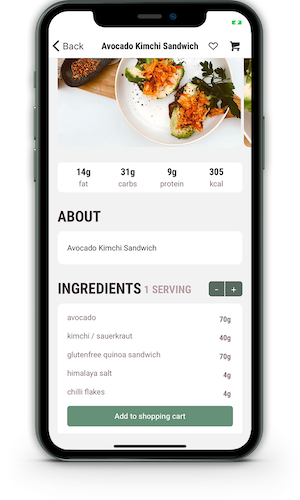 Back Avocado Kimchi Sandwich
14g 31g 9g 305
fat carbs protein kcal
ABOUT
Avocado Kimchi Sandwich
INGREDIENTS 1 SERVING - +
avocado 70g
kimchi / sauerkraut 40g
glutenfree quinoa sandwich 70g
himalaya salt 4g
chilli flakes 4g
Add to shopping cart